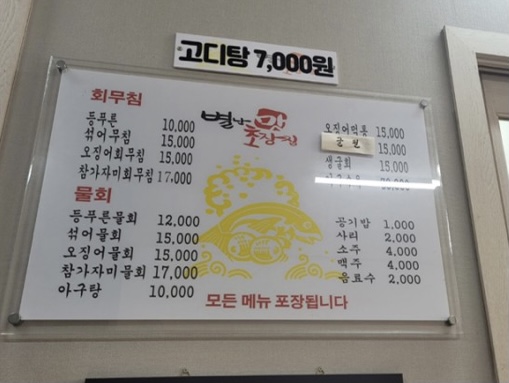 고디탕 7,000원
회무침
등푸른 10,000
섞어무침 15,000
오징어회무침 15,000
참가자미회무침 17,000
물회
등푸른물회 12,000
섞어물회 15,000
오징어물회 15,000
참가자미물회 17,000
아구탕 10,000
별난맛
초장집
오징어먹통 15,000
15,000
생굴회 15,000
공기밥 1,000
사리 2,000
소주 4,000
맥주 4,000
음료수 2,000
모든 메뉴 포장됩니다